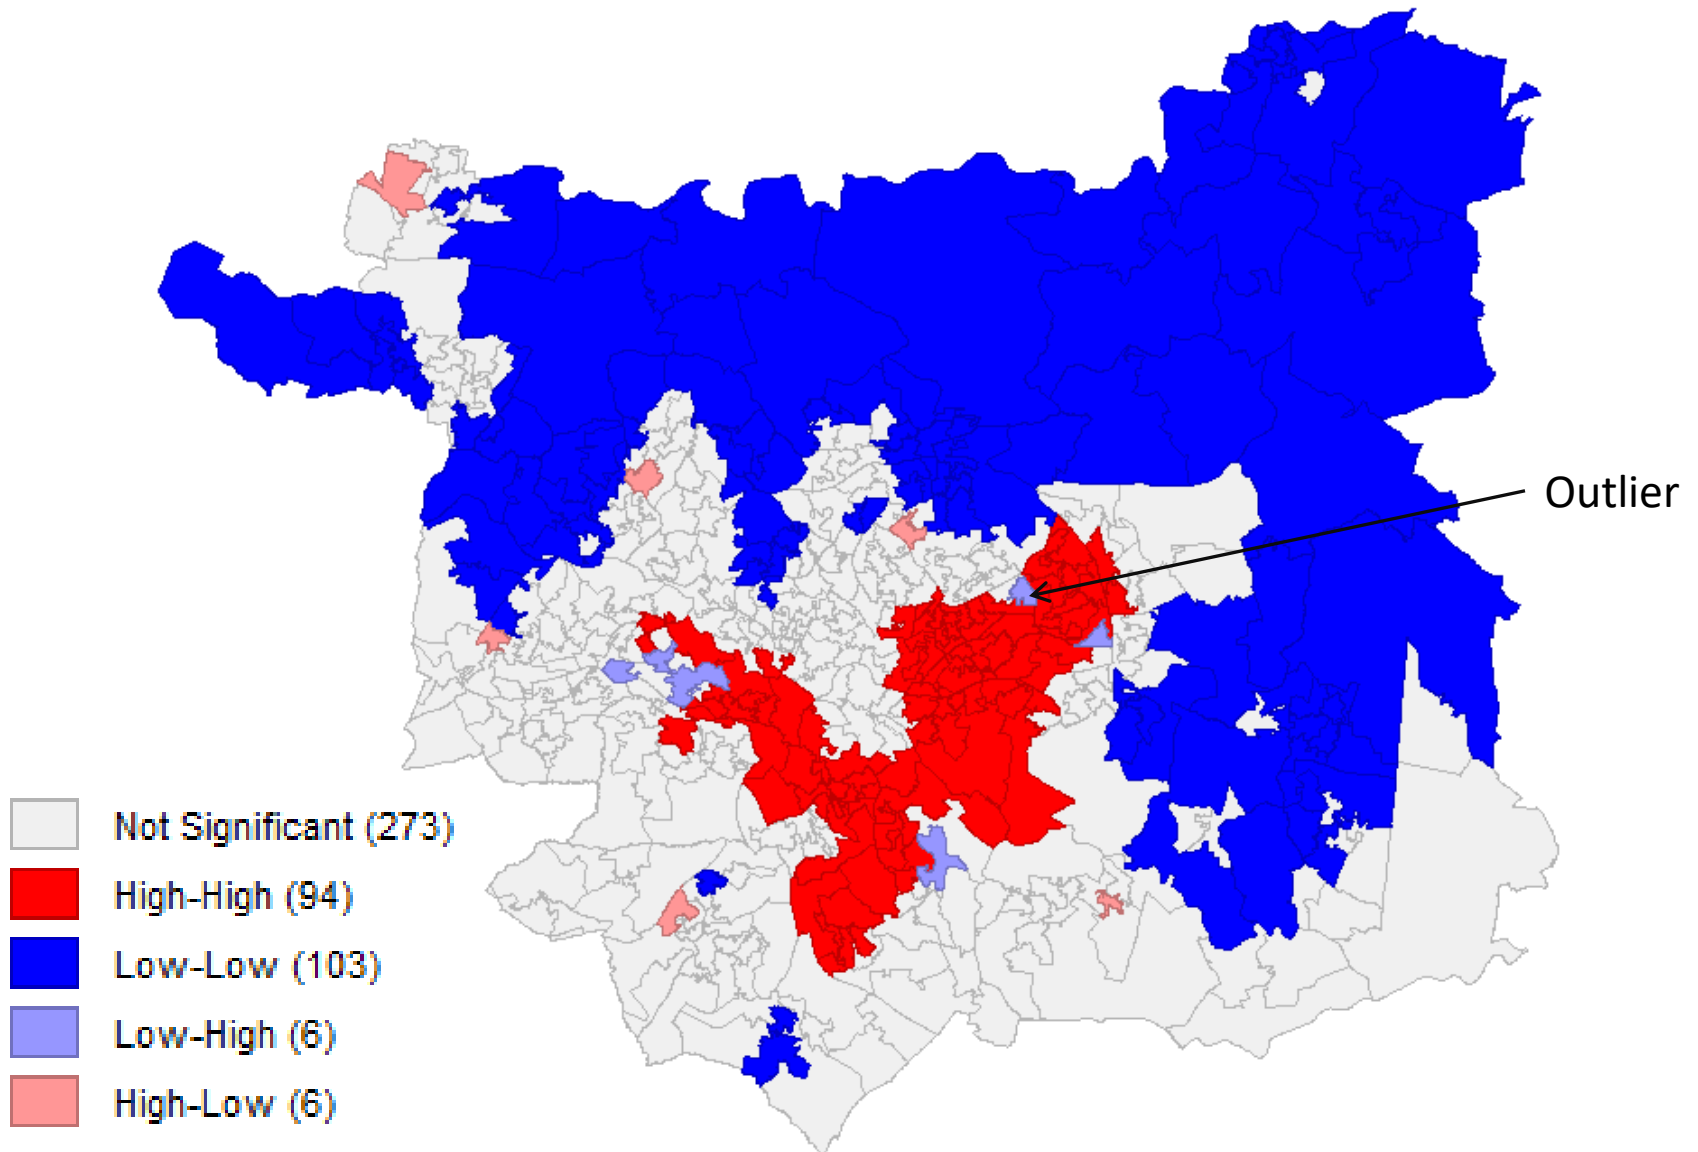 Outlier
Not Significant (273)
High-High (94)
Low-Low (103)
Low-High (6)
High-Low (6)